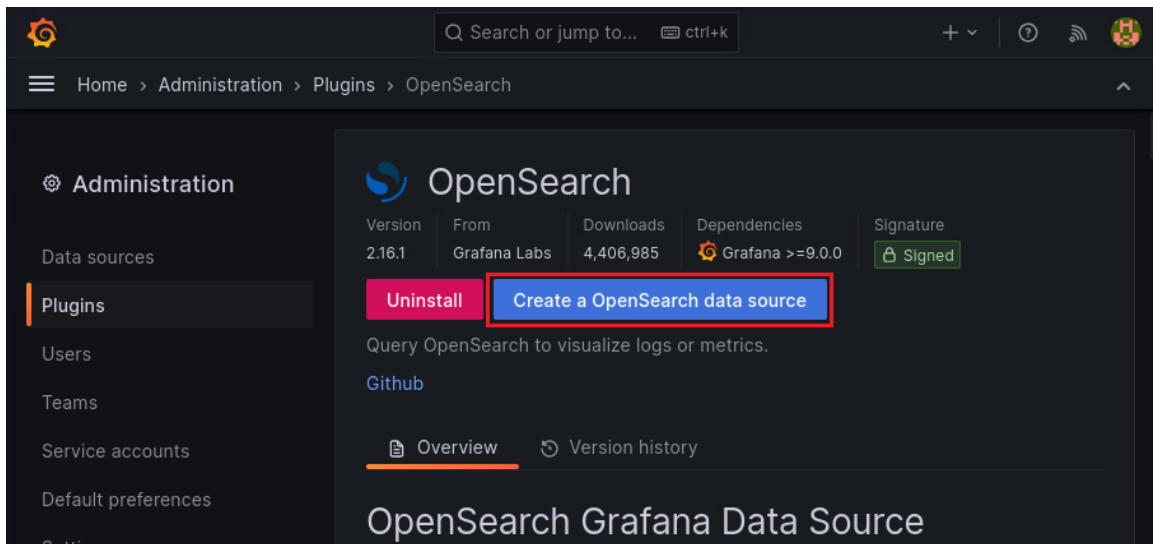 Search or jump to... ctrl+k
Home › Administration › Plugins › OpenSearch
Administration
Data sources
Plugins
Users
Teams
Service accounts
Default preferences
OpenSearch
Version From Downloads Dependencies Signature
2.16.1 Grafana Labs 4,406,985 Grafana >=9.0.0 Signed
Uninstall Create a OpenSearch data source
Query OpenSearch to visualize logs or metrics.
Github
Overview Version history
OpenSearch Grafana Data Source